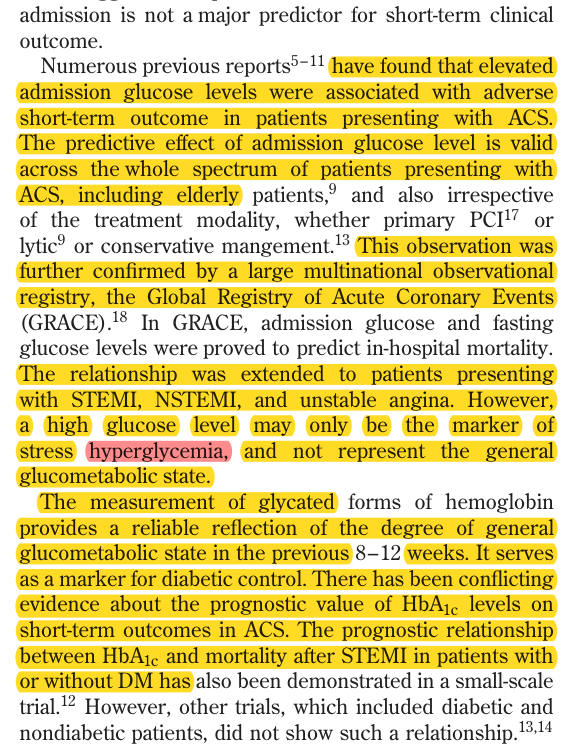 admission is not a major predictor for short-term clinical
outcome.
Numerous previous reports5–11 have found that elevated
admission glucose levels were associated with adverse
short-term outcome in patients presenting with ACS.
The predictive effect of admission glucose level is valid
across the whole spectrum of patients presenting with
ACS, including elderly patients,9 and also irrespective
of the treatment modality, whether primary PCI17 or
lytic9 or conservative mangement.13 This observation was
further confirmed by a large multinational observational
registry, the Global Registry of Acute Coronary Events
(GRACE).18 In GRACE, admission glucose and fasting
glucose levels were proved to predict in-hospital mortality.
The relationship was extended to patients presenting
with STEMI, NSTEMI, and unstable angina. However,
a high glucose level may only be the marker of
stress hyperglycemia, and not represent the general
glucometabolic state.
The measurement of glycated forms of hemoglobin
provides a reliable reflection of the degree of general
glucometabolic state in the previous 8–12 weeks. It serves
as a marker for diabetic control. There has been conflicting
evidence about the prognostic value of HbA1c levels on
short-term outcomes in ACS. The prognostic relationship
between HbA1c and mortality after STEMI in patients with
or without DM has also been demonstrated in a small-scale
trial.12 However, other trials, which included diabetic and
nondiabetic patients, did not show such a relationship.13,14